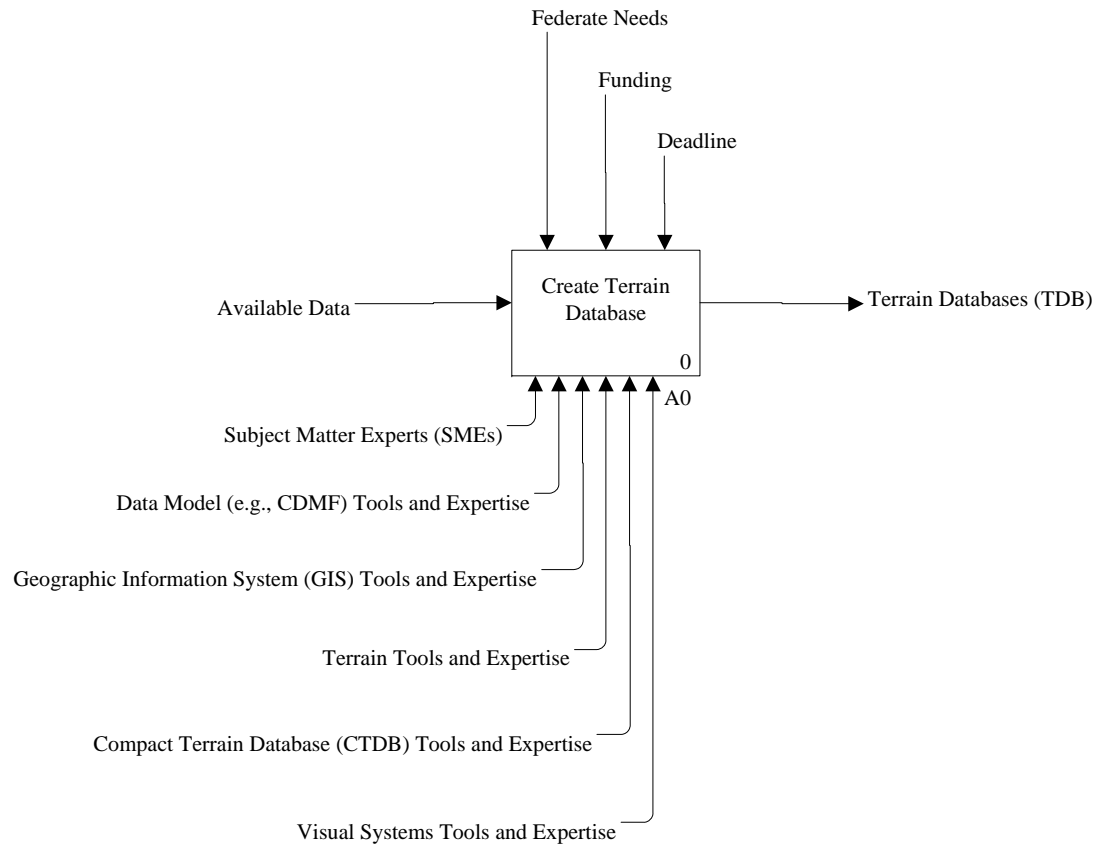 Federate Needs
Funding
Deadline
Create Terrain
Database
Available Data
Terrain Databases (TDB)
0
A0
Subject Matter Experts (SMEs)
Data Model (e.g., CDMF) Tools and Expertise
Geographic Information System (GIS) Tools and Expertise
Terrain Tools and Expertise
Compact Terrain Database (CTDB) Tools and Expertise
Visual Systems Tools and Expertise